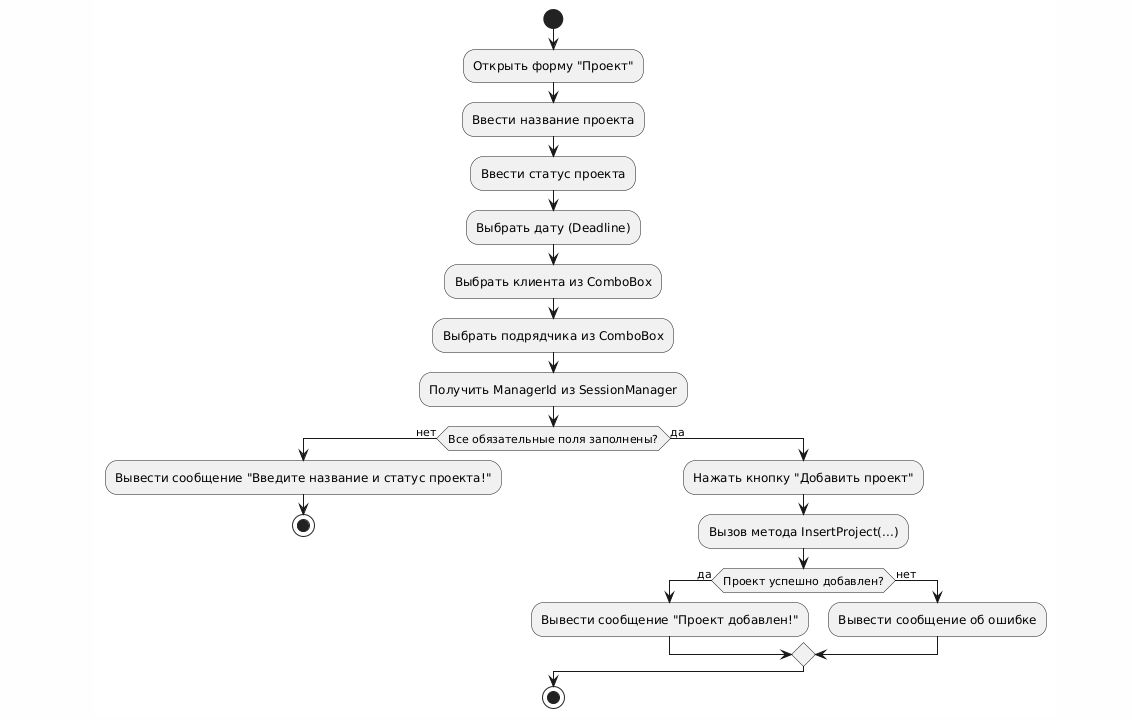 Открыть форму "Проект"
Ввести название проекта
Ввести статус проекта
Выбрать дату (Deadline)
Выбрать клиента из ComboBox
Выбрать подрядчика из ComboBox
Получить ManagerId из SessionManager
нет
Все обязательные поля заполнены?
да
Вывести сообщение "Введите название и статус проекта!"
Нажать кнопку "Добавить проект"
Вызов метода InsertProject(...)
да
Проект успешно добавлен?
нет
Вывести сообщение "Проект добавлен!"
Вывести сообщение об ошибке